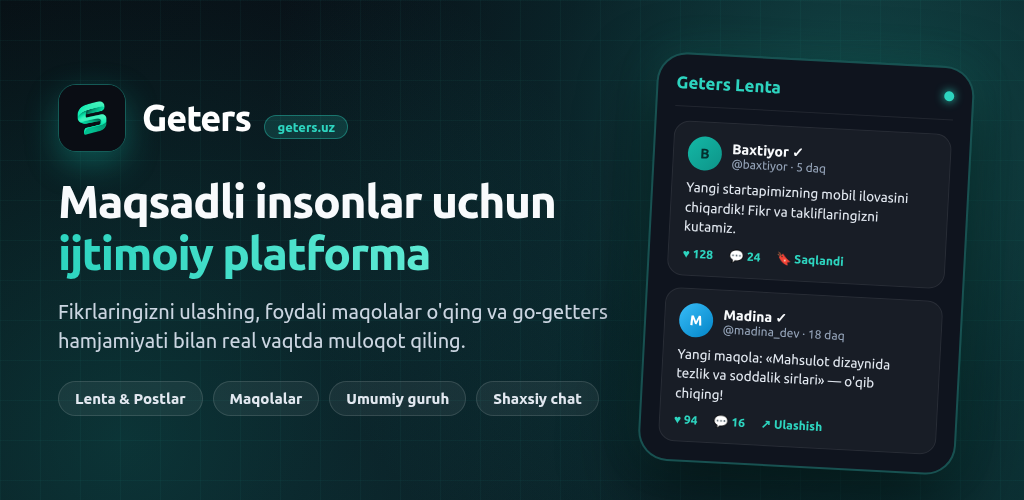 Geters
geters.uz
Maqsadli insonlar uchun
ijtimoiy platforma
Fikrlaringizni ulashing, foydali maqolalar o'qing va go-getters
hamjamiyati bilan real vaqtda muloqot qiling.
Lenta & Postlar
Maqolalar
Umumiy guruh
Shaxsiy chat
Geters Lenta
B
Baxtiyor ✓
@baxtiyor · 5 daq
Yangi startapimizning mobil ilovasini
chiqardik! Fikr va takliflaringizni
kutamiz.
♥ 128 💬 24 🔖 Saqlandi
M
Madina ✓
@madina_dev · 18 daq
Yangi maqola: «Mahsulot dizaynida
tezlik va soddalik sirlari» — o'qib
chiqing!
♥ 94 💬 16 ↗ Ulashish